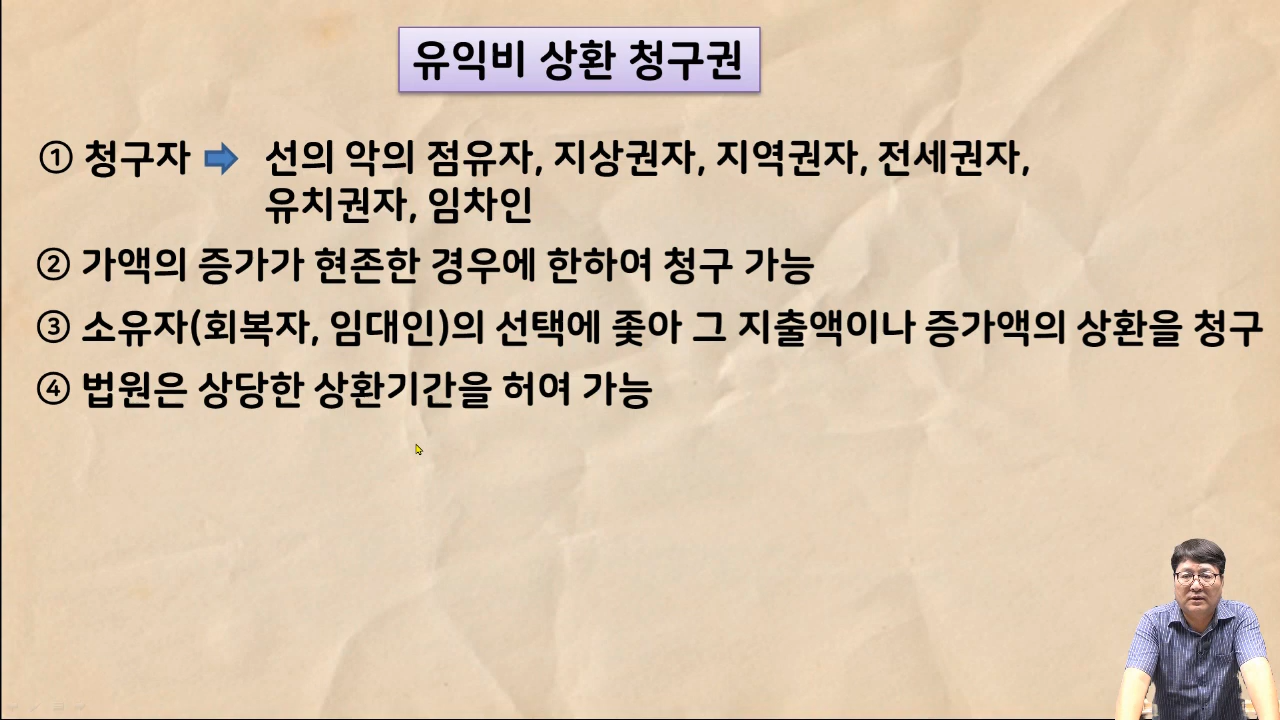 유익비 상환 청구권
① 청구자 ➡ 선의 악의 점유자, 지상권자, 지역권자, 전세권자,
유치권자, 임차인
② 가액의 증가가 현존한 경우에 한하여 청구 가능
③ 소유자(회복자, 임대인)의 선택에 좇아 그 지출액이나 증가액의 상환을 청구
④ 법원은 상당한 상환기간을 허여 가능